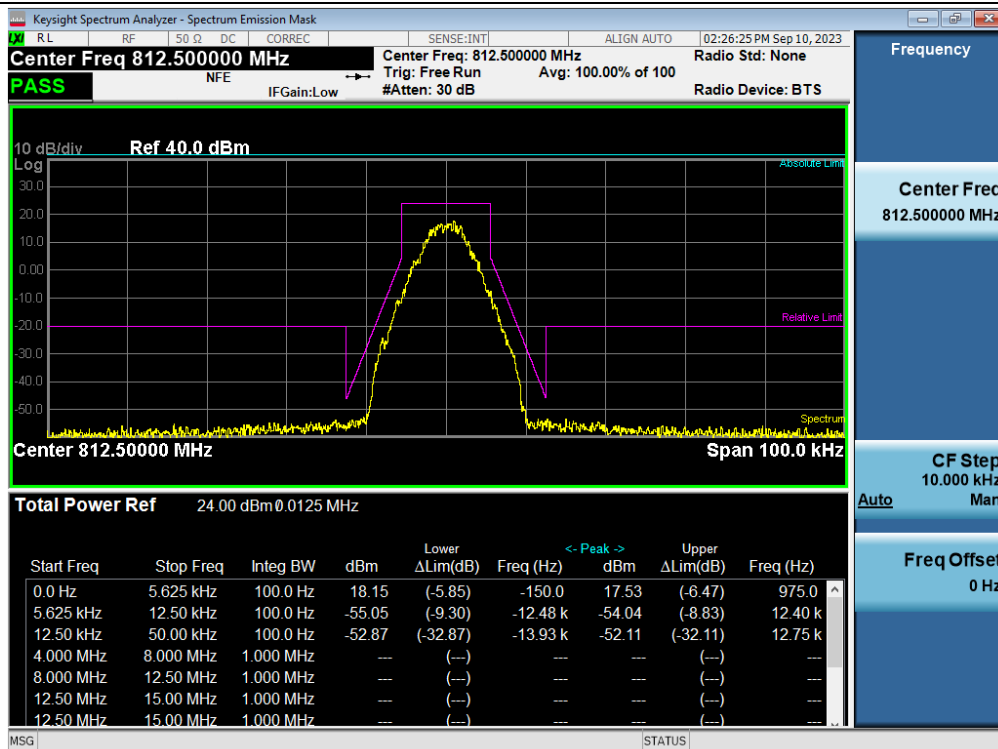 Keysight Spectrum Analyzer - Spectrum Emission Mask
LXI RL RF 50 Ω DC CORREC SENSE:INT ALIGN AUTO 02:26:25 PM Sep 10, 2023
Center Freq 812.500000 MHz Center Freq: 812.500000 MHz Radio Std: None
NFE Trig: Free Run Avg: 100.00% of 100
PASS IFGain:Low #Atten: 30 dB Radio Device: BTS
Frequency
10 dB/div Ref 40.0 dBm
Log Absolute Limit
30.0
20.0
10.0
0.00
-10.0
-20.0 Relative Limit
-30.0
-40.0
-50.0
Spectrum
Center 812.50000 MHz Span 100.0 kHz
Center Freq
812.500000 MHz
CF Step
10.000 kHz
Auto Man
Freq Offset
0 Hz
Total Power Ref 24.00 dBm/ 0.0125 MHz
Lower <- Peak -> Upper
Start Freq Stop Freq Integ BW dBm ΔLim(dB) Freq (Hz) dBm ΔLim(dB) Freq (Hz)
0.0 Hz 5.625 kHz 100.0 Hz 18.15 (-5.85) -150.0 17.53 (-6.47) 975.0
5.625 kHz 12.50 kHz 100.0 Hz -55.05 (-9.30) -12.48 k -54.04 (-8.83) 12.40 k
12.50 kHz 50.00 kHz 100.0 Hz -52.87 (-32.87) -13.93 k -52.11 (-32.11) 12.75 k
4.000 MHz 8.000 MHz 1.000 MHz --- (---) --- --- (---) ---
8.000 MHz 12.50 MHz 1.000 MHz --- (---) --- --- (---) ---
12.50 MHz 15.00 MHz 1.000 MHz --- (---) --- --- (---) ---
12.50 MHz 15.00 MHz 1.000 MHz --- (---) --- --- (---) ---
MSG STATUS